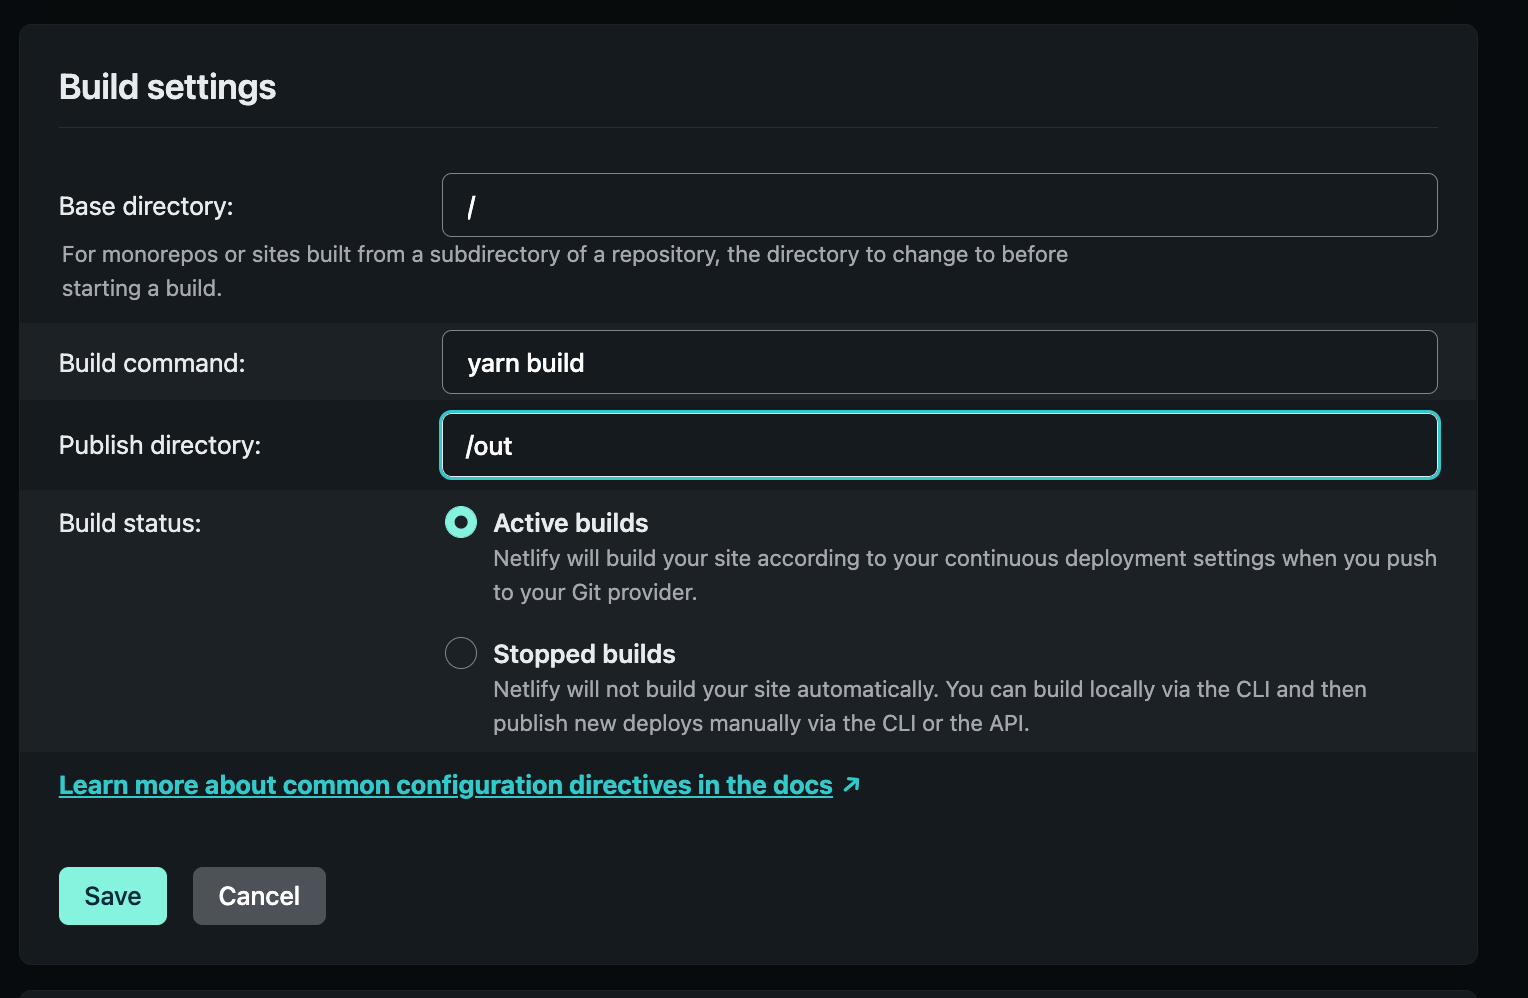 Build settings
Base directory:
/
For monorepos or sites built from a subdirectory of a repository, the directory to change to before
starting a build.
Build command:
yarn build
Publish directory:
/out
Build status:
Active builds
Netlify will build your site according to your continuous deployment settings when you push
to your Git provider.
Stopped builds
Netlify will not build your site automatically. You can build locally via the CLI and then
publish new deploys manually via the CLI or the API.
Learn more about common configuration directives in the docs
Save
Cancel